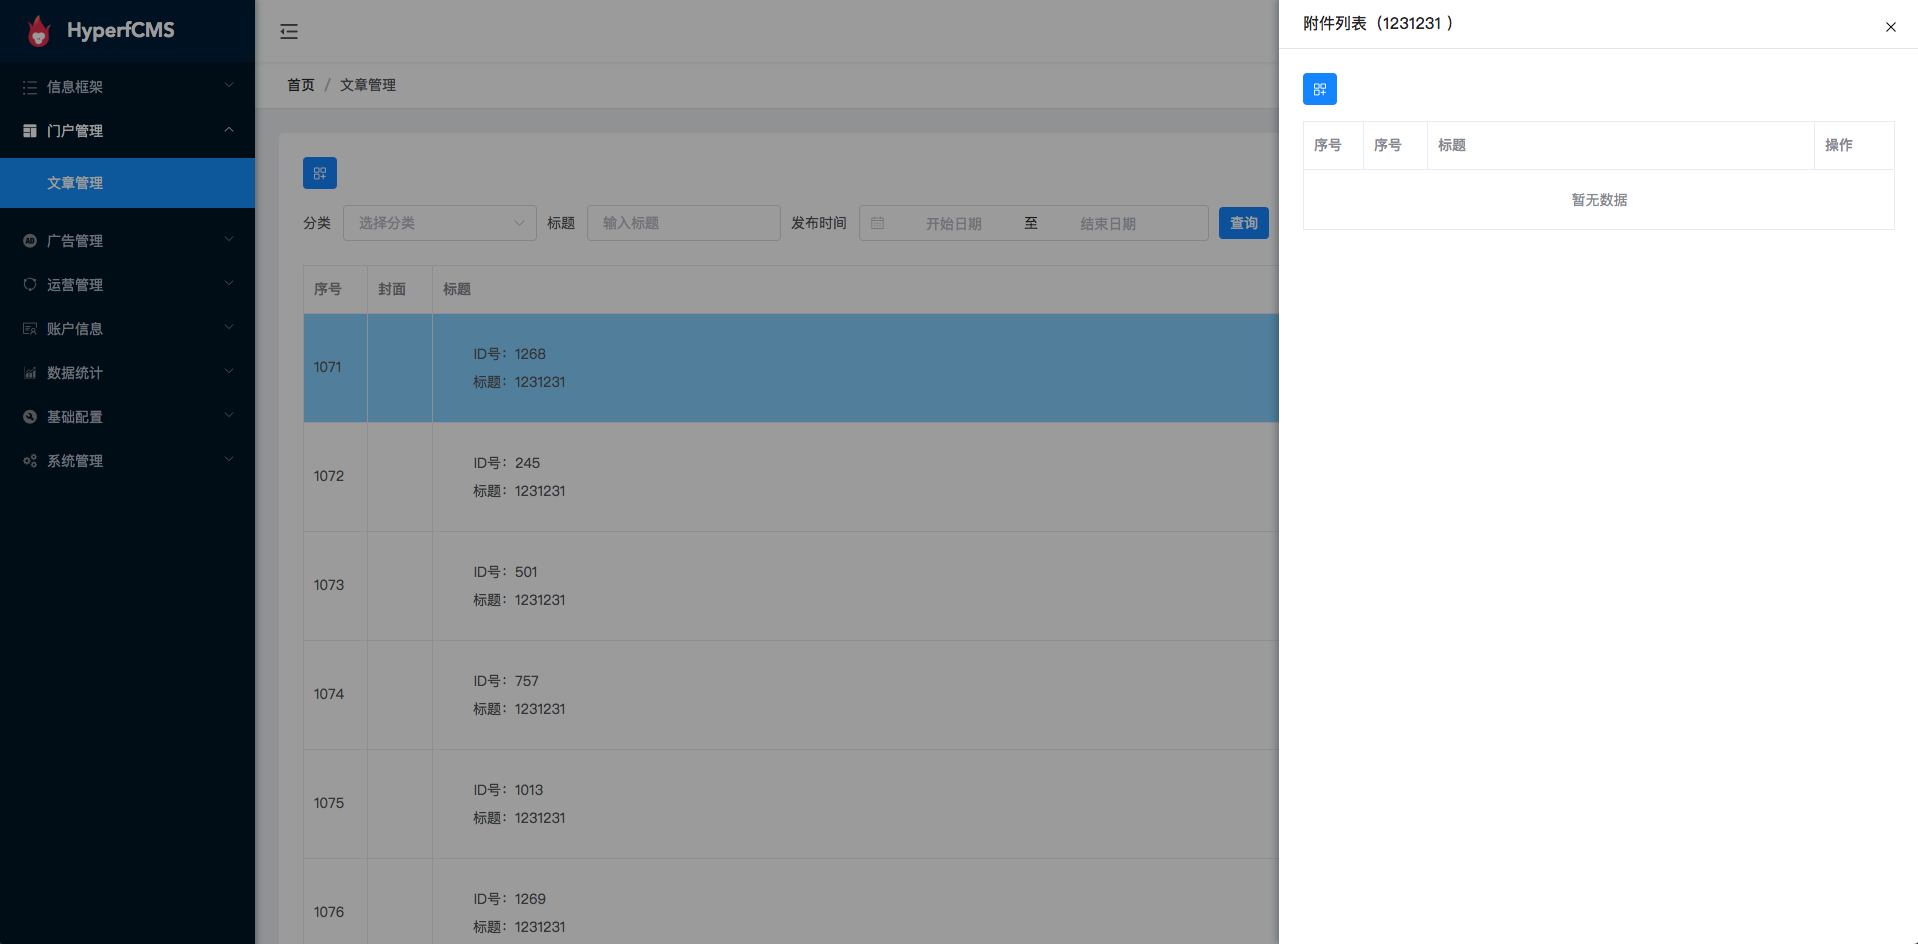 HyperfCMS
信息框架
门户管理
文章管理
广告管理
运营管理
账户信息
数据统计
基础配置
系统管理
首页 / 文章管理
分类 选择分类 标题 输入标题 发布时间 开始日期 至 结束日期 查询
序号 封面 标题
1071
ID号：1268
标题：1231231
1072
ID号：245
标题：1231231
1073
ID号：501
标题：1231231
1074
ID号：757
标题：1231231
1075
ID号：1013
标题：1231231
1076
ID号：1269
标题：1231231
附件列表（1231231 ）
序号 序号 标题 操作
暂无数据